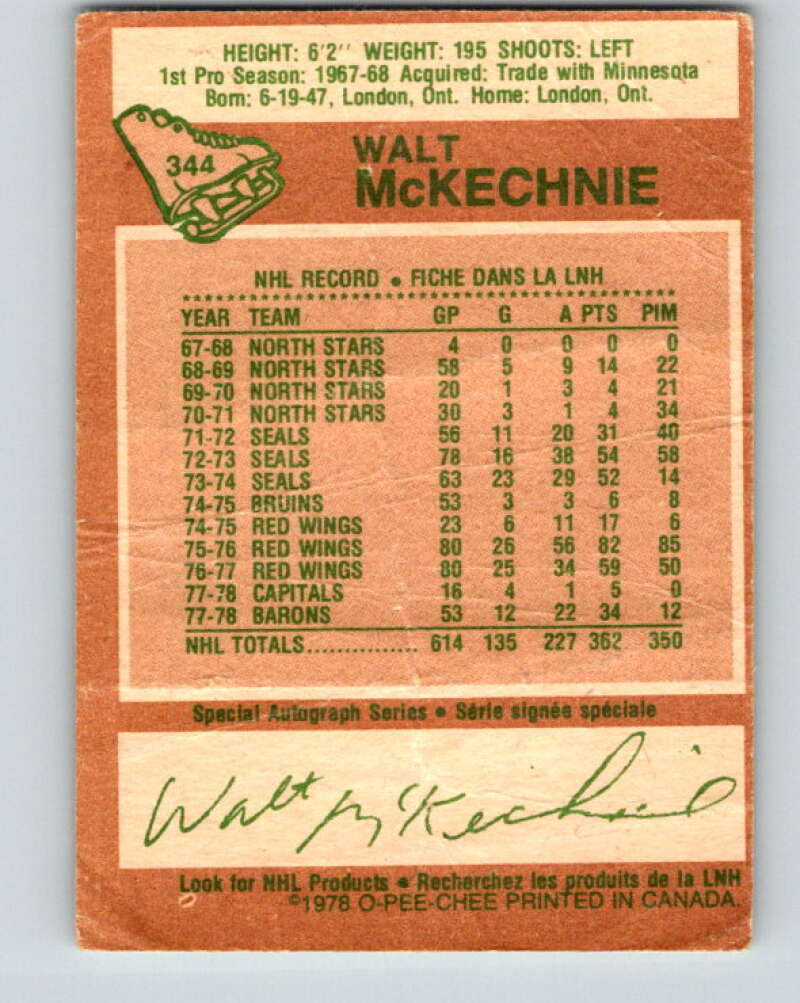 HEIGHT: 6'2'' WEIGHT: 195 SHOOTS: LEFT
1st Pro Season: 1967-68 Acquired: Trade with Minnesota
Born: 6-19-47, London, Ont. Home: London, Ont.
344
WALT
McKECHNIE
NHL RECORD • FICHE DANS LA LNH
YEAR TEAM GP G A PTS PIM
67-68 NORTH STARS 4 0 0 0 0
68-69 NORTH STARS 58 5 9 14 22
69-70 NORTH STARS 20 1 3 4 21
70-71 NORTH STARS 30 3 1 4 34
71-72 SEALS 56 11 20 31 40
72-73 SEALS 78 16 38 54 58
73-74 SEALS 63 23 29 52 14
74-75 BRUINS 53 3 3 6 8
74-75 RED WINGS 23 6 11 17 6
75-76 RED WINGS 80 26 56 82 85
76-77 RED WINGS 80 25 34 59 50
77-78 CAPITALS 16 4 1 5 0
77-78 BARONS 53 12 22 34 12
NHL TOTALS............... 614 135 227 362 350
Special Autograph Series • Série signée spéciale
Walt McKechnie
Look for NHL Products • Recherchez les produits de la LNH
©1978 O-PEE-CHEE PRINTED IN CANADA.